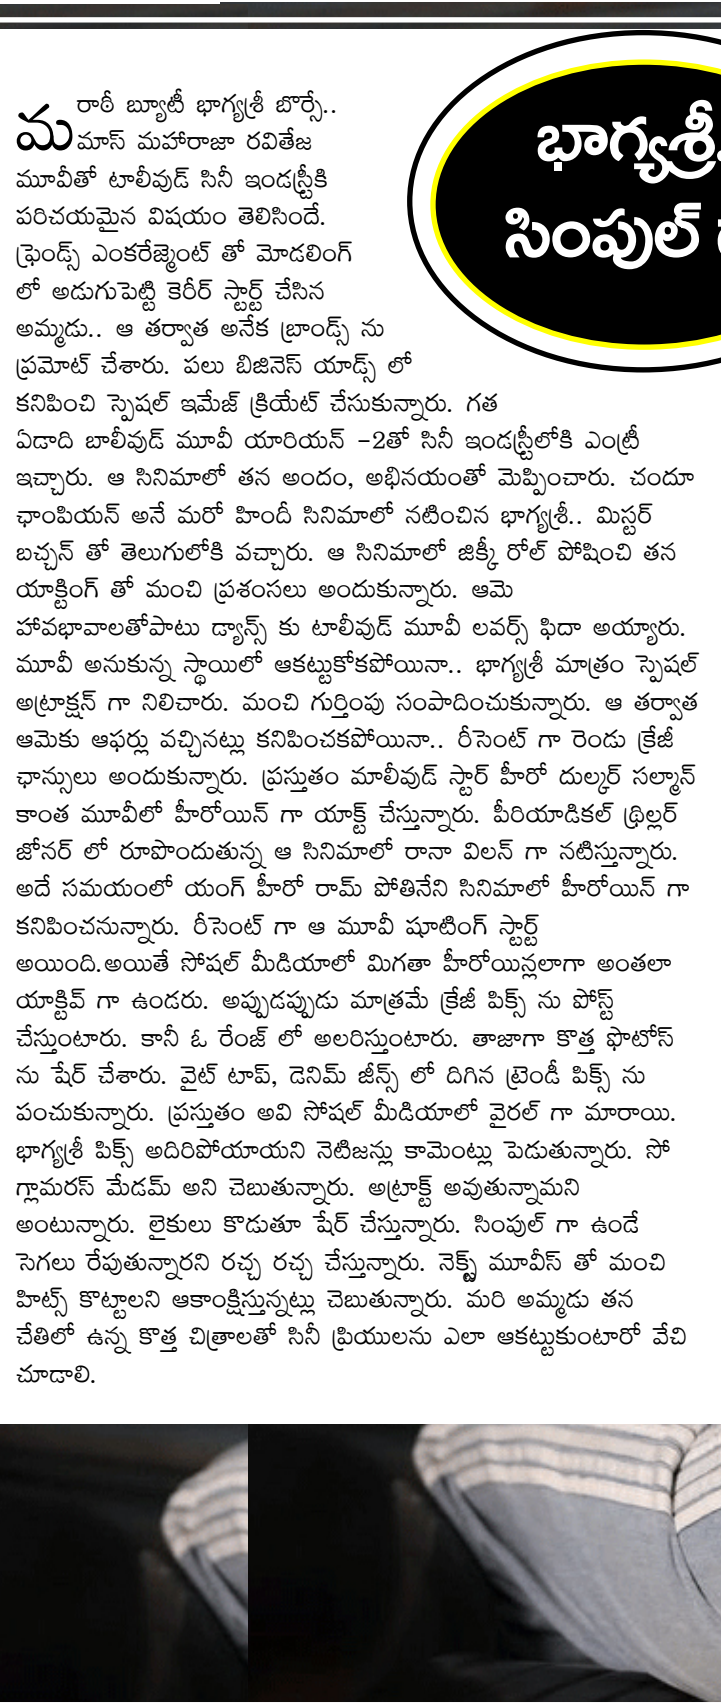 భాగ్యశ్రీ
సింపుల్
మరాఠీ బ్యూటీ భాగ్యశ్రీ బొర్సే..
మాస్ మహారాజా రవితేజ
మూవీతో టాలీవుడ్ సినీ ఇండస్ట్రీకి
పరిచయమైన విషయం తెలిసిందే.
ఫ్రెండ్స్ ఎంకరేజ్మెంట్ తో మోడలింగ్
లో అడుగుపెట్టి కెరీర్ స్టార్ట్ చేసిన
అమ్మడు.. ఆ తర్వాత అనేక బ్రాండ్స్ ను
ప్రమోట్ చేశారు. పలు బిజినెస్ యాడ్స్ లో
కనిపించి స్పెషల్ ఇమేజ్ క్రియేట్ చేసుకున్నారు. గత
ఏడాది బాలీవుడ్ మూవీ యారియన్ -2తో సినీ ఇండస్ట్రీలోకి ఎంట్రీ
ఇచ్చారు. ఆ సినిమాలో తన అందం, అభినయంతో మెప్పించారు. చందూ
ఛాంపియన్ అనే మరో హిందీ సినిమాలో నటించిన భాగ్యశ్రీ.. మిస్టర్
బచ్చన్ తో తెలుగులోకి వచ్చారు. ఆ సినిమాలో జిక్కీ రోల్ పోషించి తన
యాక్టింగ్ తో మంచి ప్రశంసలు అందుకున్నారు. ఆమె
హావభావాలతోపాటు డ్యాన్స్ కు టాలీవుడ్ మూవీ లవర్స్ ఫిదా అయ్యారు.
మూవీ అనుకున్న స్థాయిలో ఆకట్టుకోకపోయినా.. భాగ్యశ్రీ మాత్రం స్పెషల్
అట్రాక్షన్ గా నిలిచారు. మంచి గుర్తింపు సంపాదించుకున్నారు. ఆ తర్వాత
ఆమెకు ఆఫర్లు వచ్చినట్లు కనిపించకపోయినా.. రీసెంట్ గా రెండు క్రేజీ
ఛాన్సులు అందుకున్నారు. ప్రస్తుతం మాలీవుడ్ స్టార్ హీరో దుల్కర్ సల్మాన్
కాంత మూవీలో హీరోయిన్ గా యాక్ట్ చేస్తున్నారు. పీరియాడికల్ థ్రిల్లర్
జోనర్ లో రూపొందుతున్న ఆ సినిమాలో రానా విలన్ గా నటిస్తున్నారు.
అదే సమయంలో యంగ్ హీరో రామ్ పోతినేని సినిమాలో హీరోయిన్ గా
కనిపించనున్నారు. రీసెంట్ గా ఆ మూవీ షూటింగ్ స్టార్ట్
అయింది.అయితే సోషల్ మీడియాలో మిగతా హీరోయిన్లలాగా అంతలా
యాక్టివ్ గా ఉండరు. అప్పుడప్పుడు మాత్రమే క్రేజీ పిక్స్ ను పోస్ట్
చేస్తుంటారు. కానీ ఓ రేంజ్ లో అలరిస్తుంటారు. తాజాగా కొత్త ఫొటోస్
ను షేర్ చేశారు. వైట్ టాప్, డెనిమ్ జీన్స్ లో దిగిన ట్రెండీ పిక్స్ ను
పంచుకున్నారు. ప్రస్తుతం అవి సోషల్ మీడియాలో వైరల్ గా మారాయి.
భాగ్యశ్రీ పిక్స్ అదిరిపోయాయని నెటిజన్లు కామెంట్లు పెడుతున్నారు. సో
గ్లామరస్ మేడమ్ అని చెబుతున్నారు. అట్రాక్ట్ అవుతున్నామని
అంటున్నారు. లైకులు కొడుతూ షేర్ చేస్తున్నారు. సింపుల్ గా ఉండే
సెగలు రేపుతున్నారని రచ్చ రచ్చ చేస్తున్నారు. నెక్స్ట్ మూవీస్ తో మంచి
హిట్స్ కొట్టాలని ఆకాంక్షిస్తున్నట్లు చెబుతున్నారు. మరి అమ్మడు తన
చేతిలో ఉన్న కొత్త చిత్రాలతో సినీ ప్రియులను ఎలా ఆకట్టుకుంటారో వేచి
చూడాలి.